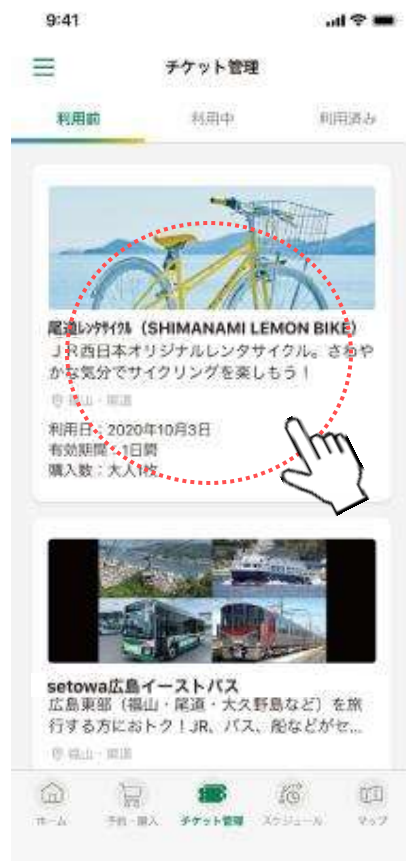 9:41
チケット管理
利用前 利用中 利用済み
尾道レンタサイクル（SHIMANAMI LEMON BIKE)
ＪＲ西日本オリジナルレンタサイクル。さわや
かな気分でサイクリングを楽しもう！
福山・尾道
利用日：2020年10月3日
有効期間：1日間
購入数：大人1枚
setowa広島イーストパス
広島東部（福山・尾道・大久野島など）を旅
行する方におトク！JR、バス、船などがセ...
福山・尾道
ホーム 予約・購入 チケット管理 スケジュール マップ